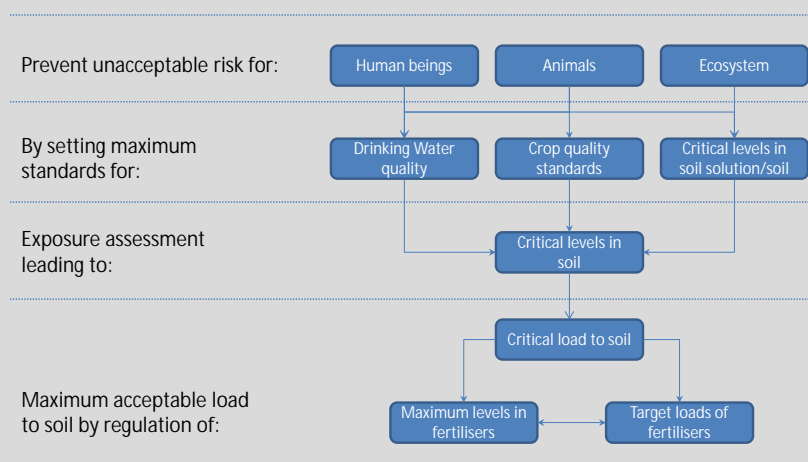 Prevent unacceptable risk for:
Human beings
Animals
Ecosystem
By setting maximum
standards for:
Drinking Water
quality
Crop quality
standards
Critical levels in
soil solution/soil
Exposure assessment
leading to:
Critical levels in
soil
Critical load to soil
Maximum acceptable load
to soil by regulation of:
Maximum levels in
fertilisers
Target loads of
fertilisers